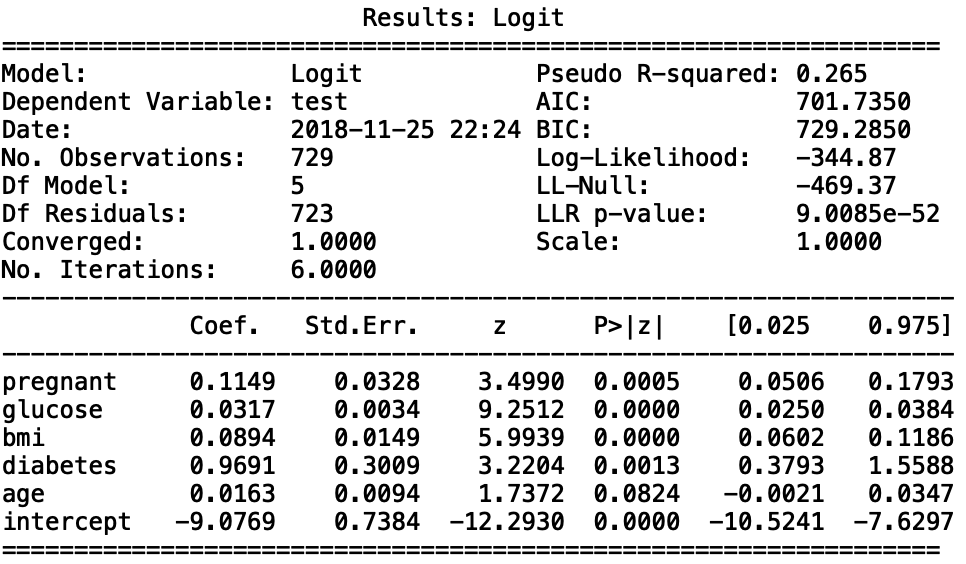 Results: Logit
=================================================================
Model: Logit Pseudo R-squared: 0.265
Dependent Variable: test AIC: 701.7350
Date: 2018-11-25 22:24 BIC: 729.2850
No. Observations: 729 Log-Likelihood: -344.87
Df Model: 5 LL-Null: -469.37
Df Residuals: 723 LLR p-value: 9.0085e-52
Converged: 1.0000 Scale: 1.0000
No. Iterations: 6.0000
------------------------------------------------------------------
Coef. Std.Err. z P>|z| [0.025 0.975]
------------------------------------------------------------------
pregnant 0.1149 0.0328 3.4990 0.0005 0.0506 0.1793
glucose 0.0317 0.0034 9.2512 0.0000 0.0250 0.0384
bmi 0.0894 0.0149 5.9939 0.0000 0.0602 0.1186
diabetes 0.9691 0.3009 3.2204 0.0013 0.3793 1.5588
age 0.0163 0.0094 1.7372 0.0824 -0.0021 0.0347
intercept -9.0769 0.7384 -12.2930 0.0000 -10.5241 -7.6297
=================================================================